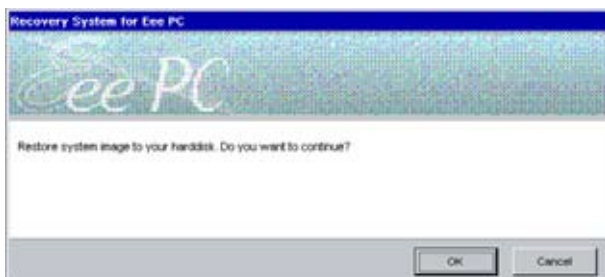 Recovery System for Eee PC
Eee PC
Restore system image to your harddisk. Do you want to continue?
OK
Cancel